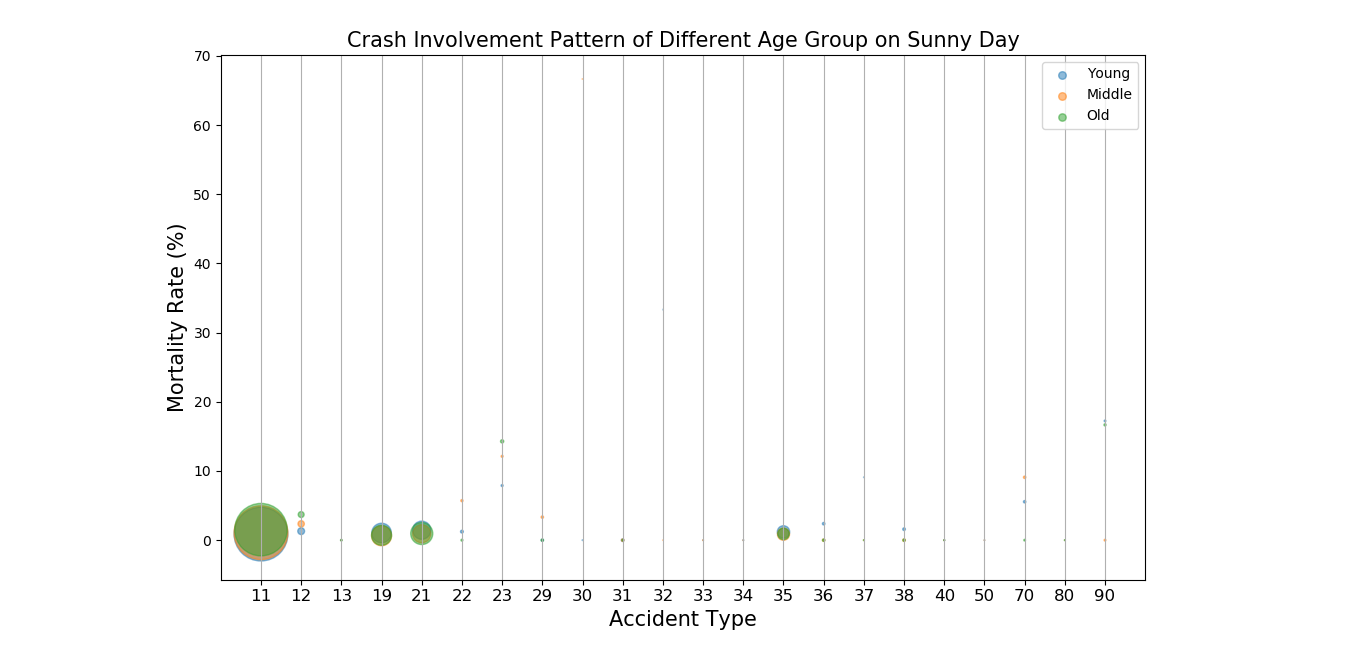 Crash Involvement Pattern of Different Age Group on Sunny Day
Young
Middle
Old
Mortality Rate (%)
70
60
50
40
30
20
10
0
11 12 13 19 21 22 23 29 30 31 32 33 34 35 36 37 38 40 50 70 80 90
Accident Type